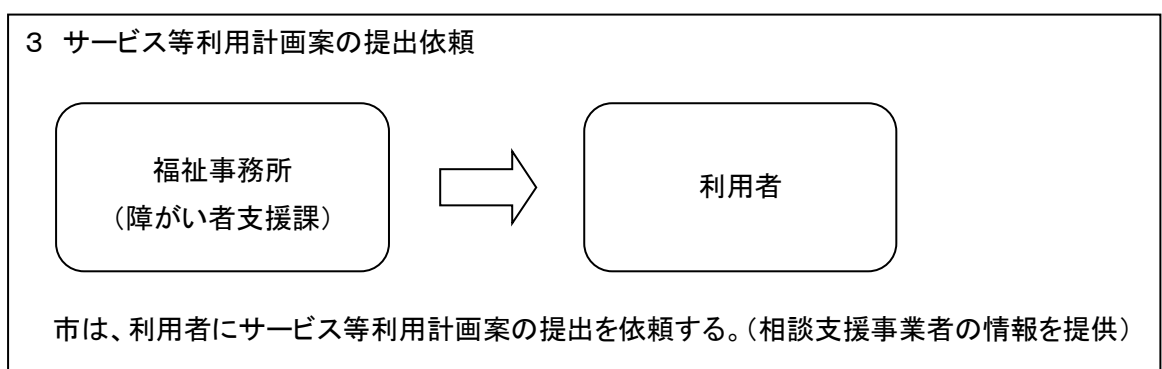 ３ サービス等利用計画案の提出依頼
福祉事務所
（障がい者支援課）
利用者
市は、利用者にサービス等利用計画案の提出を依頼する。（相談支援事業者の情報を提供）